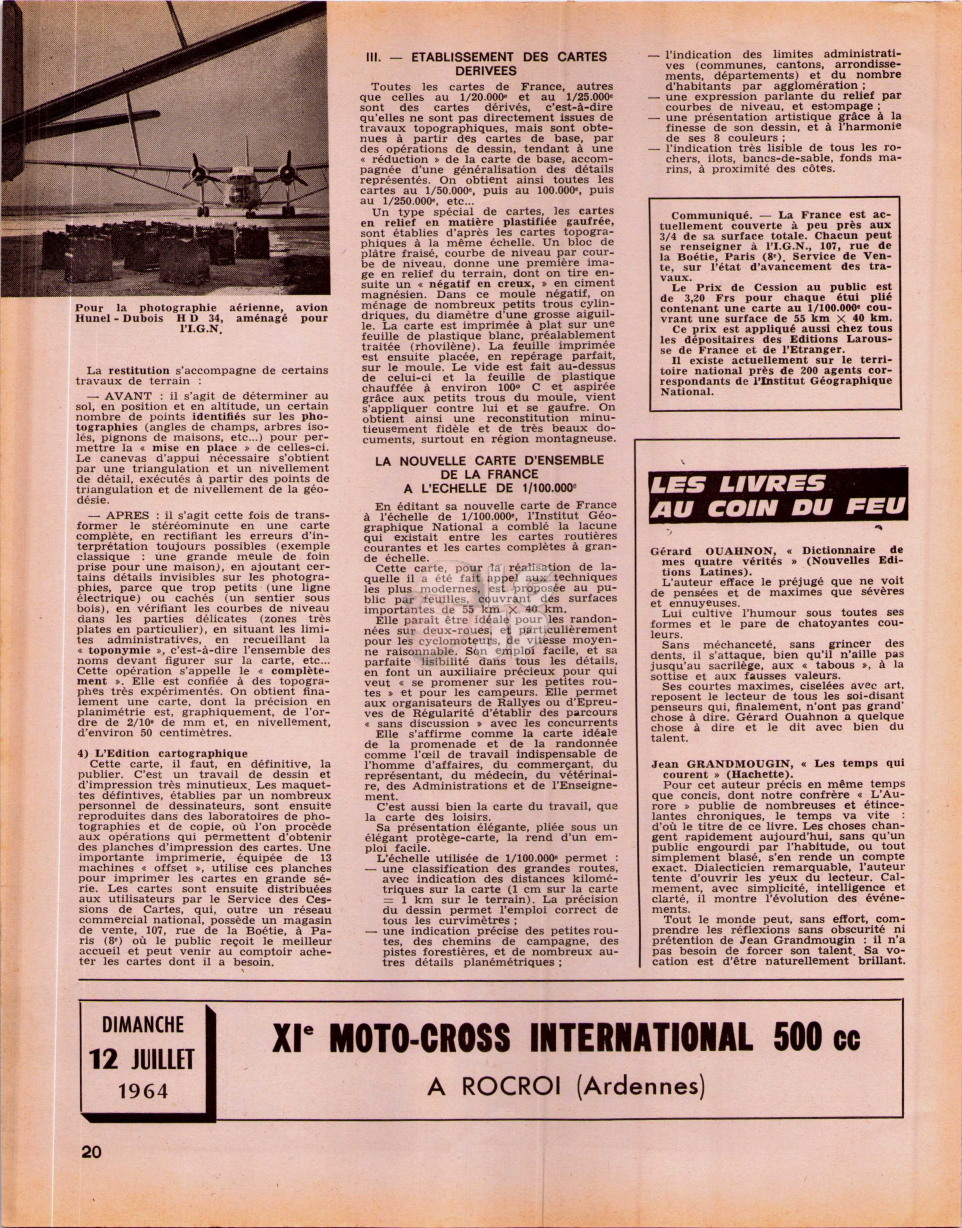 Pour la photographie aérienne, avion
Hunel - Dubois H D 34, aménagé pour
l'I.G.N.
La restitution s'accompagne de certains
travaux de terrain :
— AVANT : il s'agit de déterminer au
sol, en position et en altitude, un certain
nombre de points identifiés sur les pho-
tographies (angles de champs, arbres iso-
lés, pignons de maisons, etc...) pour per-
mettre la « mise en place » de celles-ci.
Le canevas d'appui nécessaire s'obtient
par une triangulation et un nivellement
de détail, exécutés à partir des points de
triangulation et de nivellement de la géo-
désie.
— APRES : il s'agit cette fois de trans-
former le stéréominute en une carte
complète, en rectifiant les erreurs d'in-
terprétation toujours possibles (exemple
classique : une grande meule de foin
prise pour une maison), en ajoutant cer-
tains détails invisibles sur les photogra-
phies, parce que trop petits (une ligne
électrique) ou cachés (un sentier sous
bois), en vérifiant les courbes de niveau
dans les parties délicates (zones très
plates en particulier), en situant les limi-
tes administratives, en recueillant la
« toponymie », c'est-à-dire l'ensemble des
noms devant figurer sur la carte, etc...
Cette opération s'appelle le « complète-
ment ». Elle est confiée à des topogra-
phes très expérimentés. On obtient fina-
lement une carte, dont la précision en
planimétrie est, graphiquement, de l'or-
dre de 2/10e de mm et, en nivellement,
d'environ 50 centimètres.
4) L'Edition cartographique
Cette carte, il faut, en définitive, la
publier. C'est un travail de dessin et
d'impression très minutieux. Les maquet-
tes défintives, établies par un nombreux
personnel de dessinateurs, sont ensuite
reproduites dans des laboratoires de pho-
tographies et de copie, où l'on procède
aux opérations qui permettent d'obtenir
des planches d'impression des cartes. Une
importante imprimerie, équipée de 13
machines « offset », utilise ces planches
pour imprimer les cartes en grande sé-
rie. Les cartes sont ensuite distribuées
aux utilisateurs par le Service des Ces-
sions de Cartes, qui, outre un réseau
commercial national, possède un magasin
de vente, 107, rue de la Boétie, à Pa-
ris (8e) où le public reçoit le meilleur
accueil et peut venir au comptoir ache-
ter les cartes dont il a besoin.
III. — ETABLISSEMENT DES CARTES
DERIVEES
Toutes les cartes de France, autres
que celles au 1/20.000e et au 1/25.000e
sont des cartes dérivés, c'est-à-dire
qu'elles ne sont pas directement issues de
travaux topographiques, mais sont obte-
nues à partir des cartes de base, par
des opérations de dessin, tendant à une
« réduction » de la carte de base, accom-
pagnée d'une généralisation des détails
représentés. On obtient ainsi toutes les
cartes au 1/50.000e, puis au 100.000e, puis
au 1/250.000e, etc...
Un type spécial de cartes, les cartes
en relief en matière plastifiée gaufrée,
sont établies d'après les cartes topogra-
phiques à la même échelle. Un bloc de
plâtre fraisé, courbe de niveau par cour-
be de niveau, donne une première ima-
ge en relief du terrain, dont on tire en-
suite un « négatif en creux, » en ciment
magnésien. Dans ce moule négatif, on
ménage de nombreux petits trous cylin-
driques, du diamètre d'une grosse aiguil-
le. La carte est imprimée à plat sur une
feuille de plastique blanc, préalablement
traitée (rhovilène). La feuille imprimée
est ensuite placée, en repérage parfait,
sur le moule. Le vide est fait au-dessus
de celui-ci et la feuille de plastique
chauffée à environ 100° C et aspirée
grâce aux petits trous du moule, vient
s'appliquer contre lui et se gaufre. On
obtient ainsi une reconstitution minu-
tieusement fidèle et de très beaux do-
cuments, surtout en région montagneuse.
LA NOUVELLE CARTE D'ENSEMBLE
DE LA FRANCE
A L'ECHELLE DE 1/100.000e
En éditant sa nouvelle carte de France
à l'échelle de 1/100.000e, l'Institut Géo-
graphique National a comblé la lacune
qui existait entre les cartes routières
courantes et les cartes complètes à gran-
de échelle.
Cette carte, pour la réalisation de la-
quelle il a été fait appel aux techniques
les plus modernes, est proposée au pu-
blic par feuilles, couvrant des surfaces
importantes de 55 km × 40 km.
Elle paraît être idéale pour les randon-
nées sur deux-roues, et particulièrement
pour les cyclomoteurs, de vitesse moyen-
ne raisonnable. Son emploi facile, et sa
parfaite lisibilité dans tous les détails,
en font un auxiliaire précieux pour qui
veut « se promener sur les petites rou-
tes » et pour les campeurs. Elle permet
aux organisateurs de Rallyes ou d'Epreu-
ves de Régularité d'établir des parcours
« sans discussion » avec les concurrents
Elle s'affirme comme la carte idéale
de la promenade et de la randonnée
comme l'œil de travail indispensable de
l'homme d'affaires, du commerçant, du
représentant, du médecin, du vétérinai-
re, des Administrations et de l'Enseigne-
ment.
C'est aussi bien la carte du travail, que
la carte des loisirs.
Sa présentation élégante, pliée sous un
élégant protège-carte, la rend d'un em-
ploi facile.
L'échelle utilisée de 1/100.000e permet :
— une classification des grandes routes,
avec indication des distances kilomé-
triques sur la carte (1 cm sur la carte
= 1 km sur le terrain). La précision
du dessin permet l'emploi correct de
tous les curvimètres ;
— une indication précise des petites rou-
tes, des chemins de campagne, des
pistes forestières, et de nombreux au-
tres détails planémétriques ;
— l'indication des limites administrati-
ves (communes, cantons, arrondisse-
ments, départements) et du nombre
d'habitants par agglomération ;
— une expression parlante du relief par
courbes de niveau, et estompage ;
— une présentation artistique grâce à la
finesse de son dessin, et à l'harmonie
de ses 8 couleurs ;
— l'indication très lisible de tous les ro-
chers, ilots, bancs-de-sable, fonds ma-
rins, à proximité des côtes.
Communiqué. — La France est ac-
tuellement couverte à peu près aux
3/4 de sa surface totale. Chacun peut
se renseigner à l'I.G.N., 107, rue de
la Boétie, Paris (8e). Service de Ven-
te, sur l'état d'avancement des tra-
vaux.
Le Prix de Cession au public est
de 3,20 Frs pour chaque étui plié
contenant une carte au 1/100.000e cou-
vrant une surface de 55 km × 40 km.
Ce prix est appliqué aussi chez tous
les dépositaires des Editions Larous-
se de France et de l'Etranger.
Il existe actuellement sur le terri-
toire national près de 200 agents cor-
respondants de l'Institut Géographique
National.
LES LIVRES
AU COIN DU FEU
Gérard OUAHNON, « Dictionnaire de
mes quatre vérités » (Nouvelles Edi-
tions Latines).
L'auteur efface le préjugé que ne voit
de pensées et de maximes que sévères
et ennuyeuses.
Lui cultive l'humour sous toutes ses
formes et le pare de chatoyantes cou-
leurs.
Sans méchanceté, sans grincer des
dents, il s'attaque, bien qu'il n'aille pas
jusqu'au sacrilège, aux « tabous », à la
sottise et aux fausses valeurs.
Ses courtes maximes, ciselées avec art,
reposent le lecteur de tous les soi-disant
penseurs qui, finalement, n'ont pas grand'
chose à dire. Gérard Ouahnon a quelque
chose à dire et le dit avec bien du
talent.
Jean GRANDMOUGIN, « Les temps qui
courent » (Hachette).
Pour cet auteur précis en même temps
que concis, dont notre confrère « L'Au-
rore » publie de nombreuses et étince-
lantes chroniques, le temps va vite :
d'où le titre de ce livre. Les choses chan-
gent rapidement aujourd'hui, sans qu'un
public engourdi par l'habitude, ou tout
simplement blasé, s'en rende un compte
exact. Dialecticien remarquable, l'auteur
tente d'ouvrir les yeux du lecteur. Cal-
mement, avec simplicité, intelligence et
clarté, il montre l'évolution des événe-
ments.
Tout le monde peut, sans effort, com-
prendre les réflexions sans obscurité ni
prétention de Jean Grandmougin : il n'a
pas besoin de forcer son talent. Sa vo-
cation est d'être naturellement brillant.
DIMANCHE
12 JUILLET
1964
XIe MOTO-CROSS INTERNATIONAL 500 cc
A ROCROI (Ardennes)
20